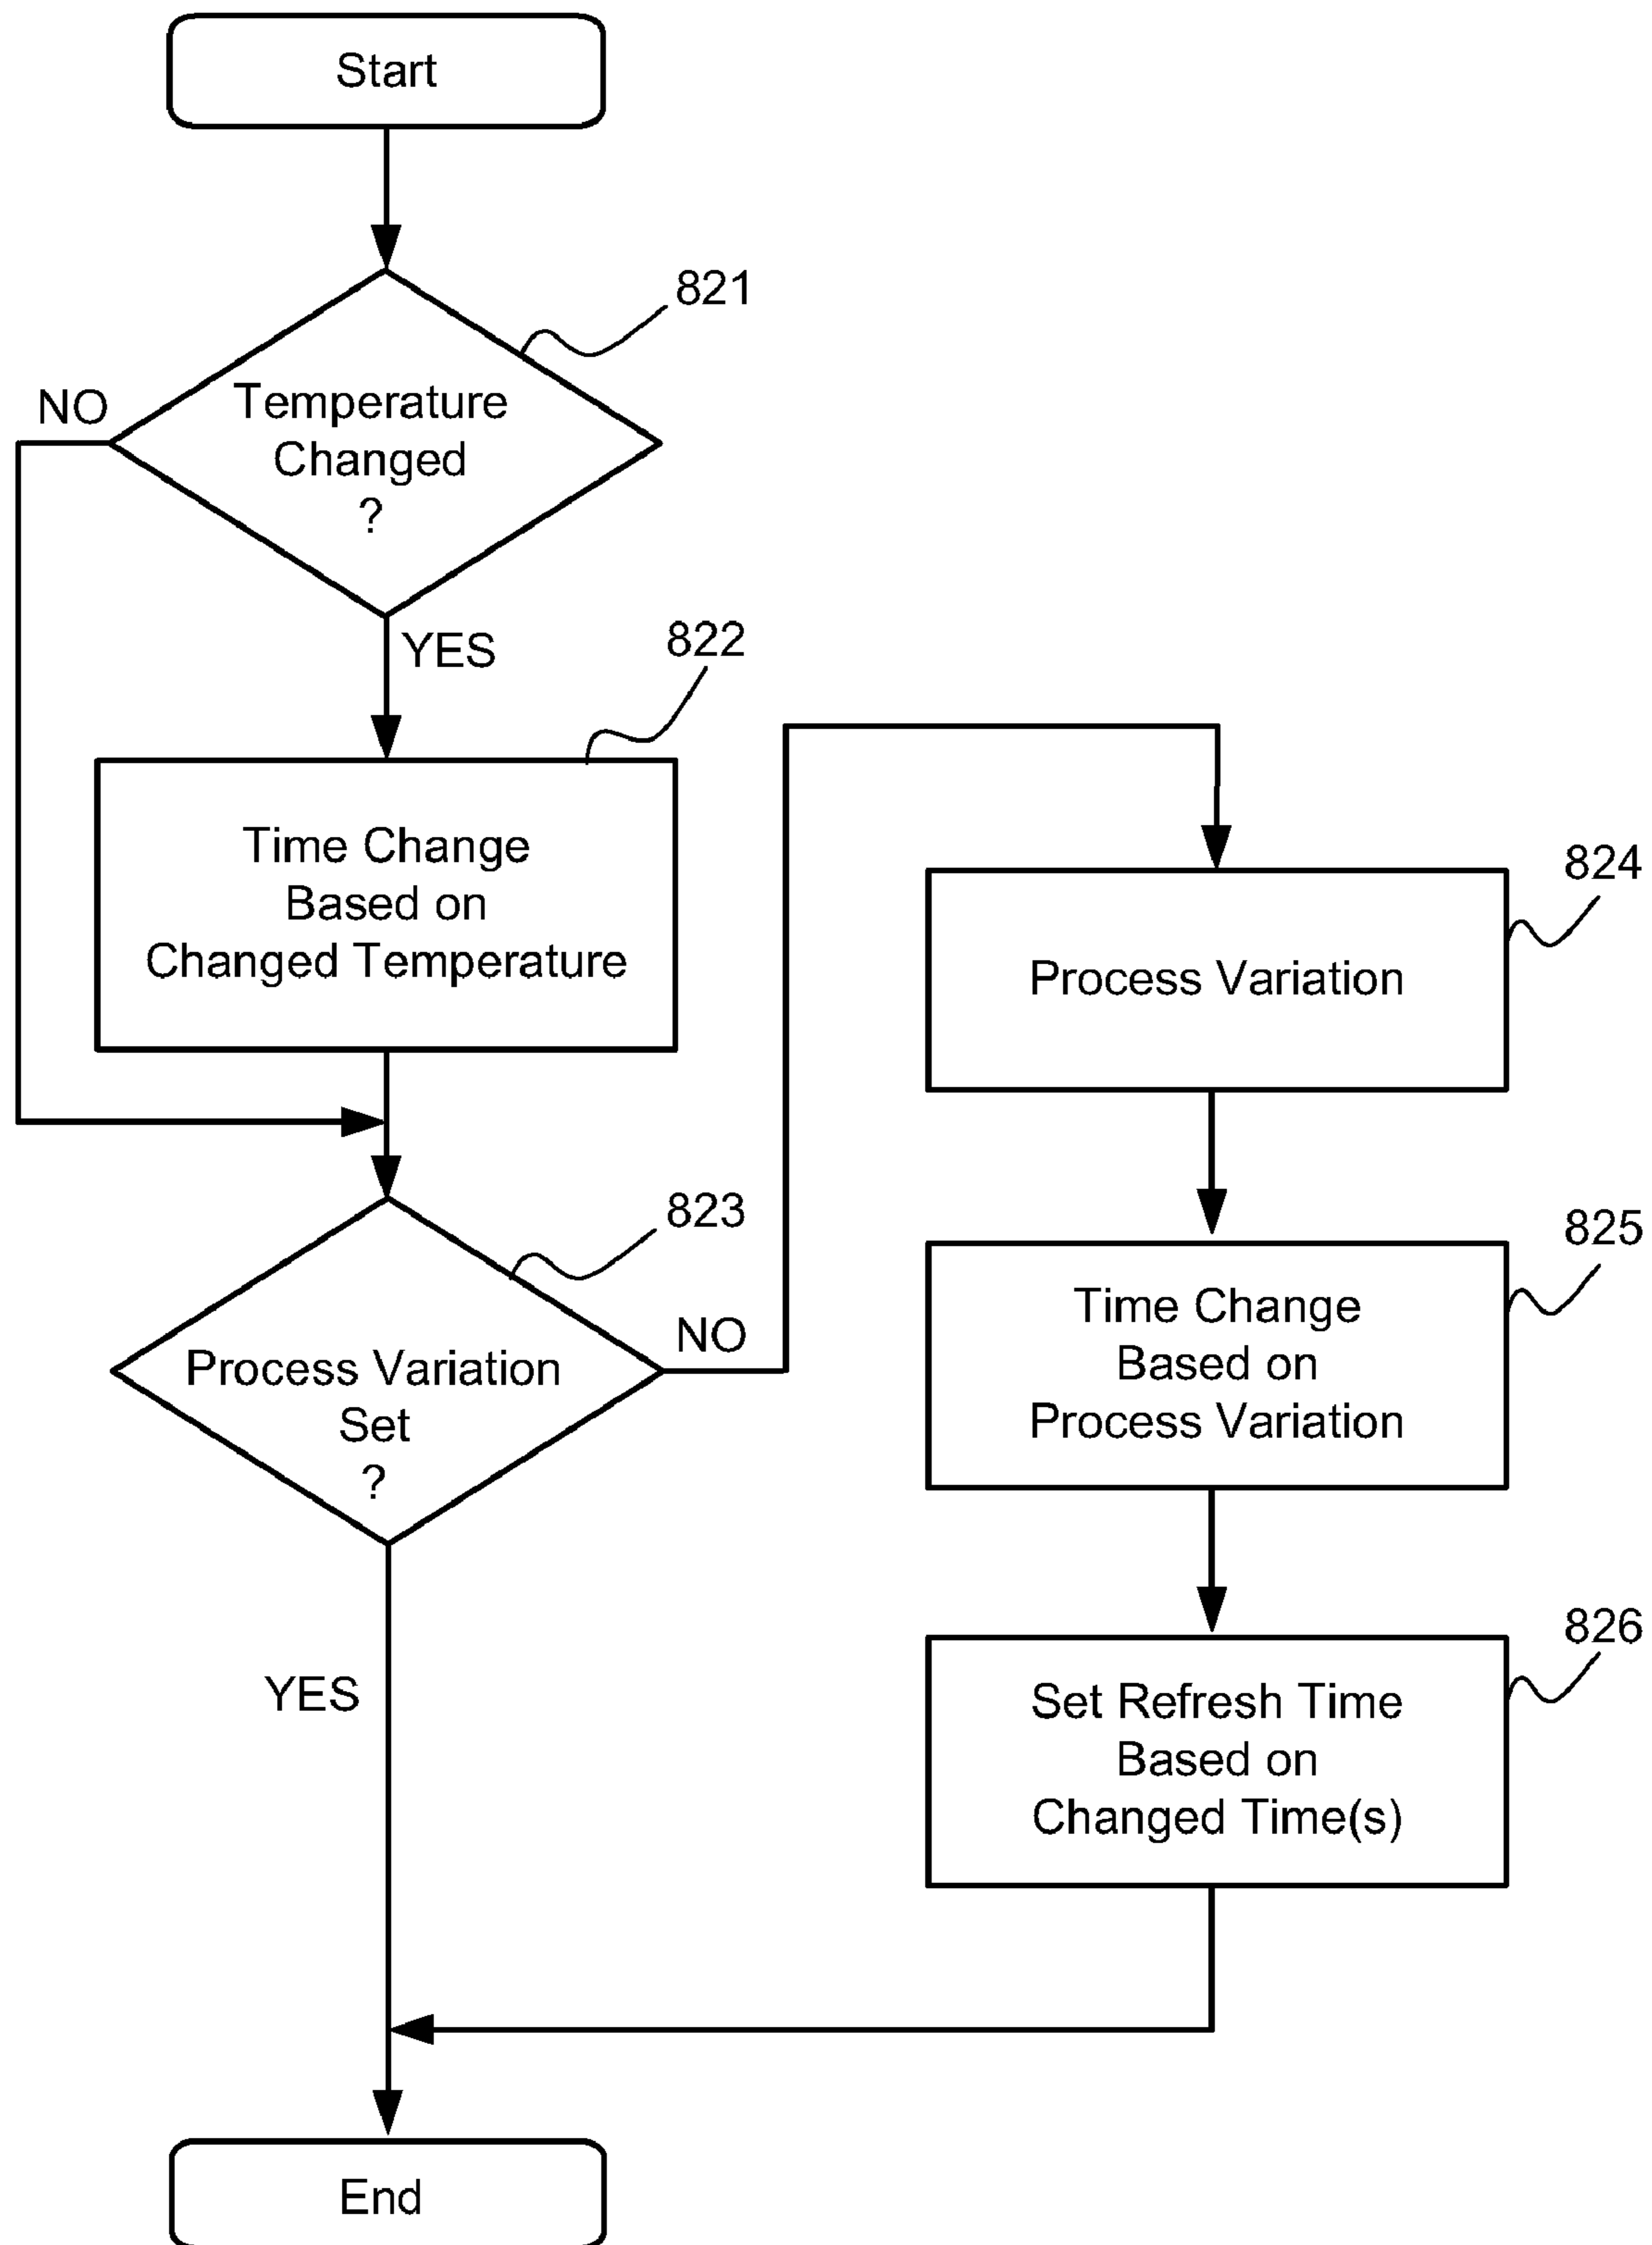 Start
821
NO
Temperature
Changed
?
YES
822
Time Change
Based on
Changed Temperature
823
NO
Process Variation
Set
?
YES
824
Process Variation
825
Time Change
Based on
Process Variation
826
Set Refresh Time
Based on
Changed Time(s)
End